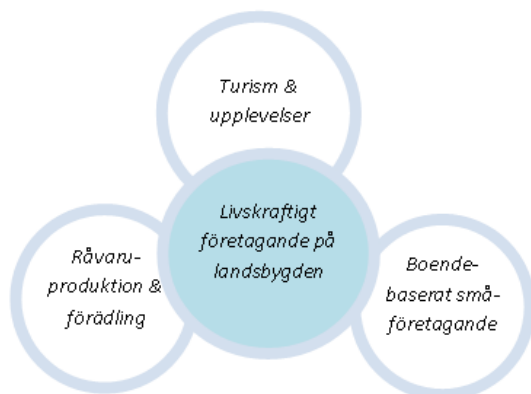 Turism &
upplevelser
Livskraftigt
företagande på
landsbygden
Råvaru-
produktion &
förädling
Boende-
baserat små-
företagande